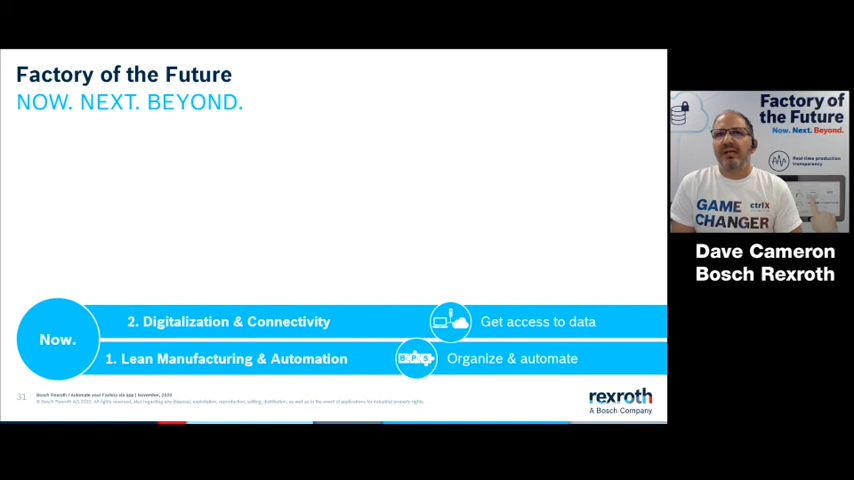 Factory of the Future
NOW. NEXT. BEYOND.
Now.
2. Digitalization & Connectivity
Get access to data
1. Lean Manufacturing & Automation
BPS
Organize & automate
31
Bosch Rexroth / Automate your Factory via app | November, 2020
© Bosch Rexroth AG 2020. All rights reserved, also regarding any disposal, exploitation, reproduction, editing, distribution, as well as in the event of applications for industrial property rights.
rexroth
A Bosch Company
Factory of
the Future
Now. Next. Beyond.
Real-time production
transparency
GAME
ctrlX
CHANGER
Dave Cameron
Bosch Rexroth